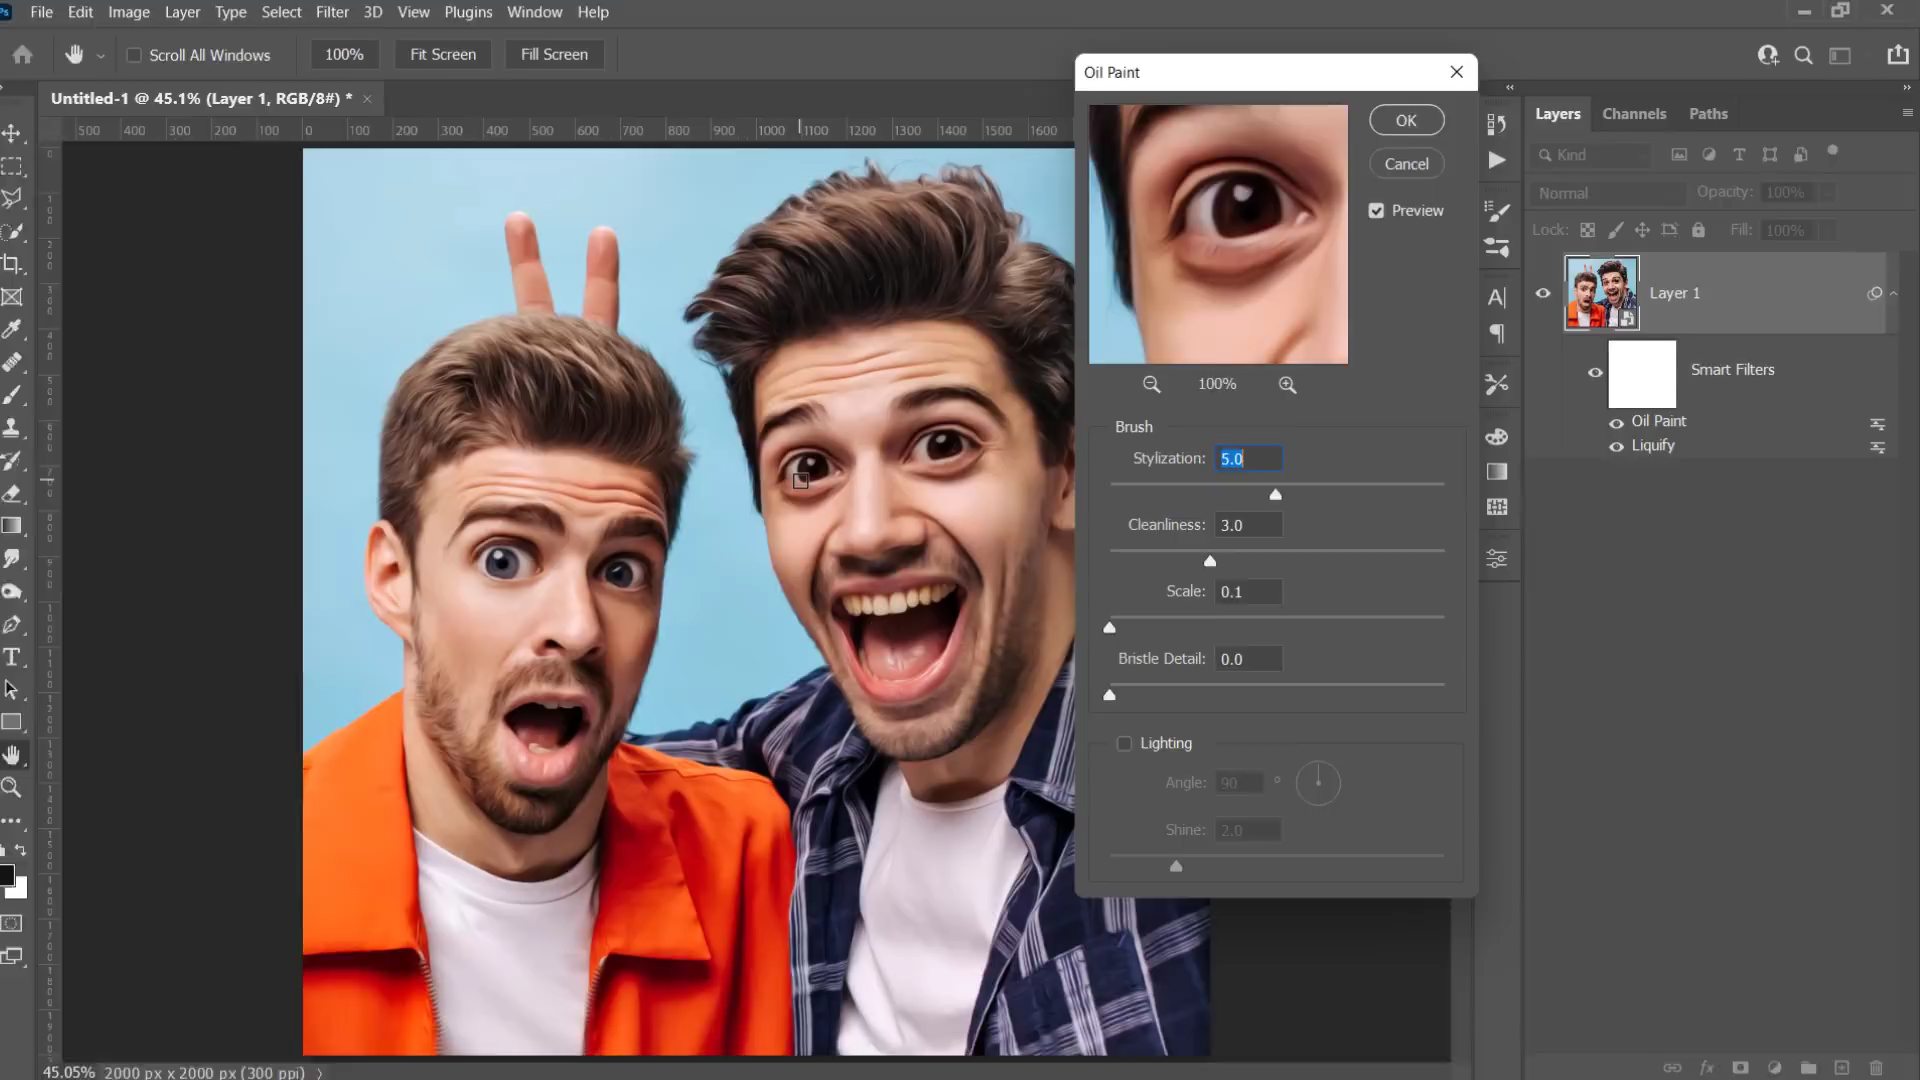 Ps File Edit Image Layer Type Select Filter 3D View Plugins Window Help
Scroll All Windows 100% Fit Screen Fill Screen
Untitled-1 @ 45.1% (Layer 1, RGB/8#) * ×
500 400 300 200 100 0 100 200 300 400 500 600 700 800 900 1000 1100 1200 1300 1400 1500 1600
Oil Paint
OK
Cancel
Preview
100%
Brush
Stylization: 5.0
Cleanliness: 3.0
Scale: 0.1
Bristle Detail: 0.0
Lighting
Angle: 90 °
Shine: 2.0
Layers Channels Paths
Kind
Normal Opacity: 100%
Lock: Fill: 100%
Layer 1
Smart Filters
Oil Paint
Liquify
45.05% 2000 px x 2000 px (300 ppi)